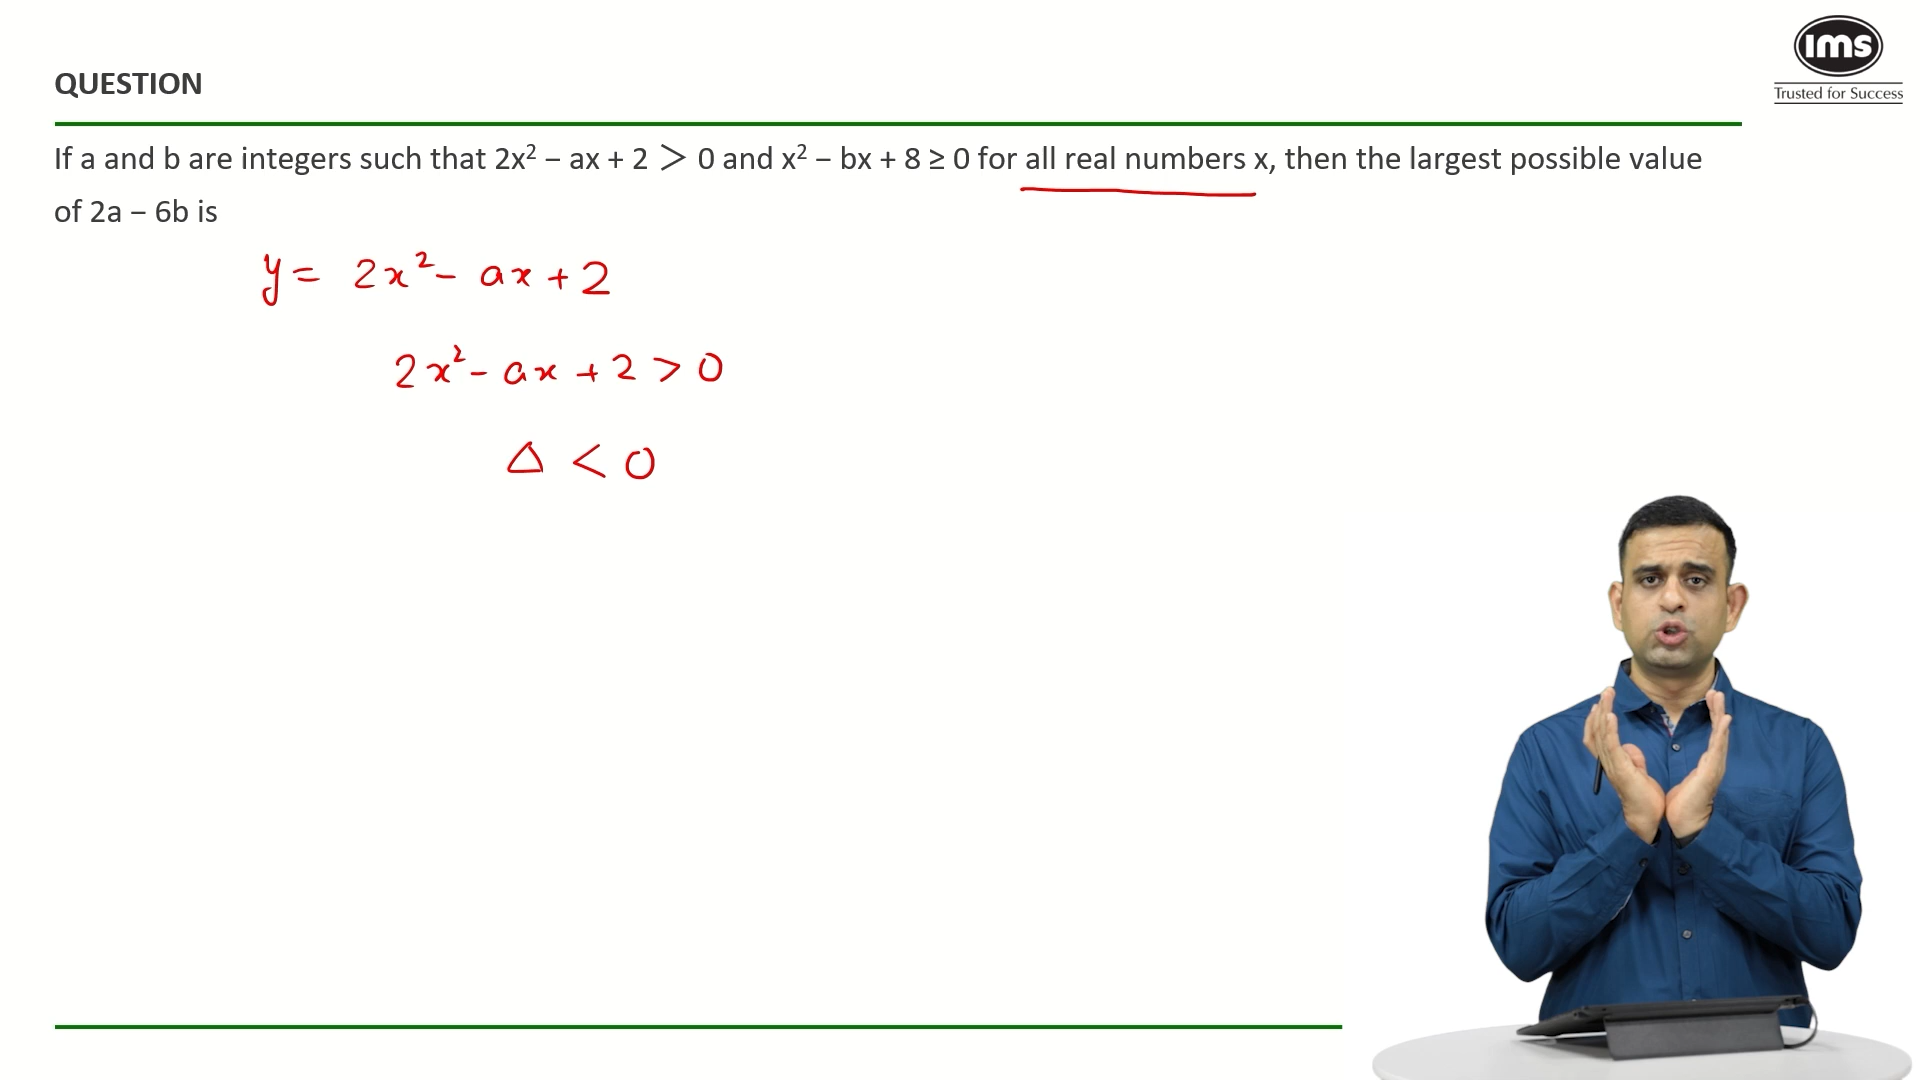 ims
Trusted for Success
QUESTION
If a and b are integers such that 2x² − ax + 2 > 0 and x² − bx + 8 ≥ 0 for all real numbers x, then the largest possible value
of 2a − 6b is
y = 2x² - ax + 2
2x² - ax + 2 > 0
Δ < 0